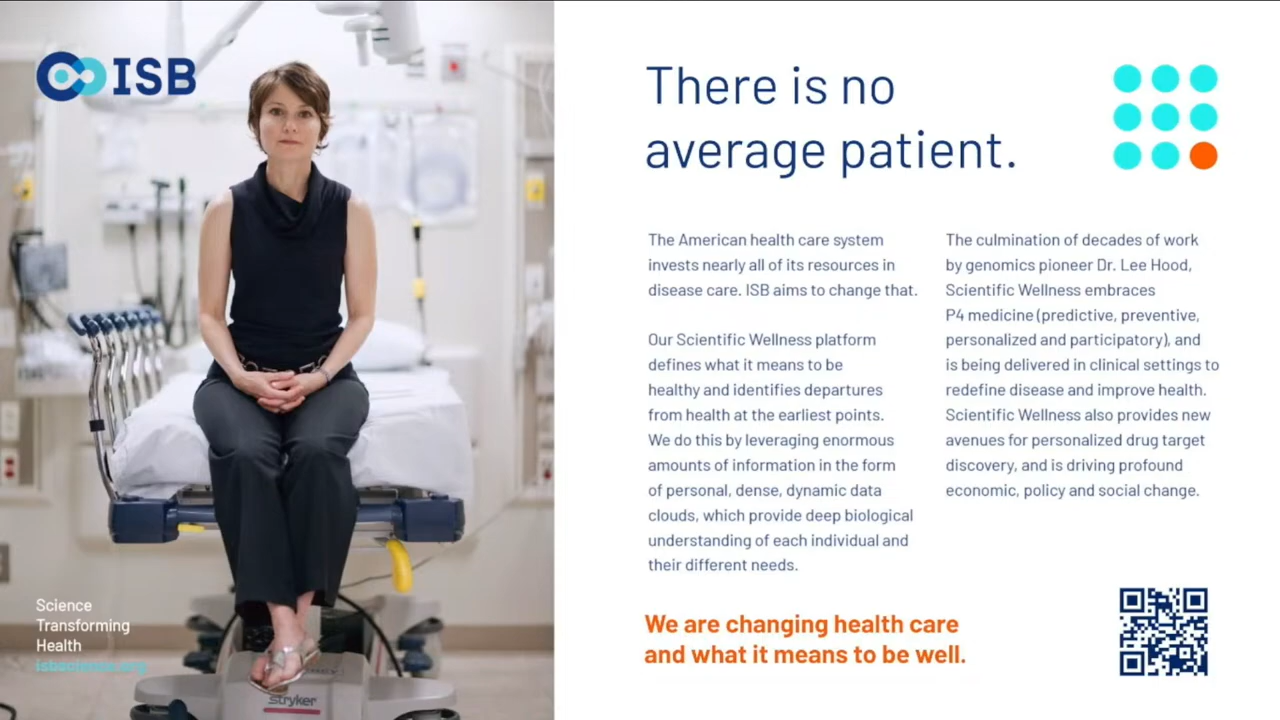 ISB
There is no
average patient.
The American health care system
invests nearly all of its resources in
disease care. ISB aims to change that.
Our Scientific Wellness platform
defines what it means to be
healthy and identifies departures
from health at the earliest points.
We do this by leveraging enormous
amounts of information in the form
of personal, dense, dynamic data
clouds, which provide deep biological
understanding of each individual and
their different needs.
The culmination of decades of work
by genomics pioneer Dr. Lee Hood,
Scientific Wellness embraces
P4 medicine (predictive, preventive,
personalized and participatory), and
is being delivered in clinical settings to
redefine disease and improve health.
Scientific Wellness also provides new
avenues for personalized drug target
discovery, and is driving profound
economic, policy and social change.
We are changing health care
and what it means to be well.
Science
Transforming
Health
isbscience.org
stryker